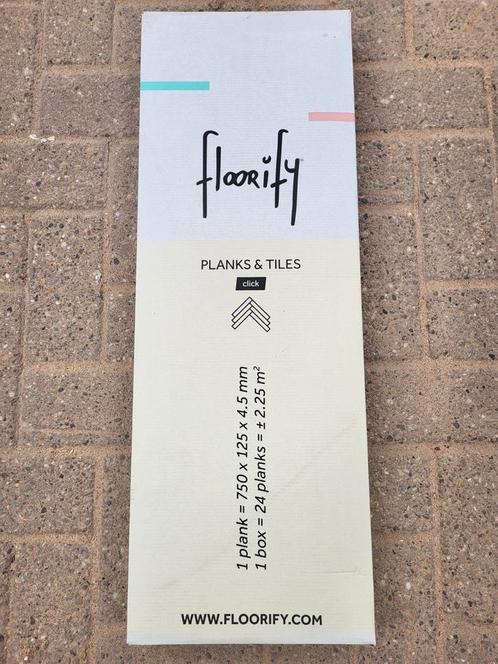 floorify
PLANKS & TILES
click
1 plank = 750 x 125 x 4.5 mm
1 box = 24 planks = ± 2.25 m²
WWW.FLOORIFY.COM